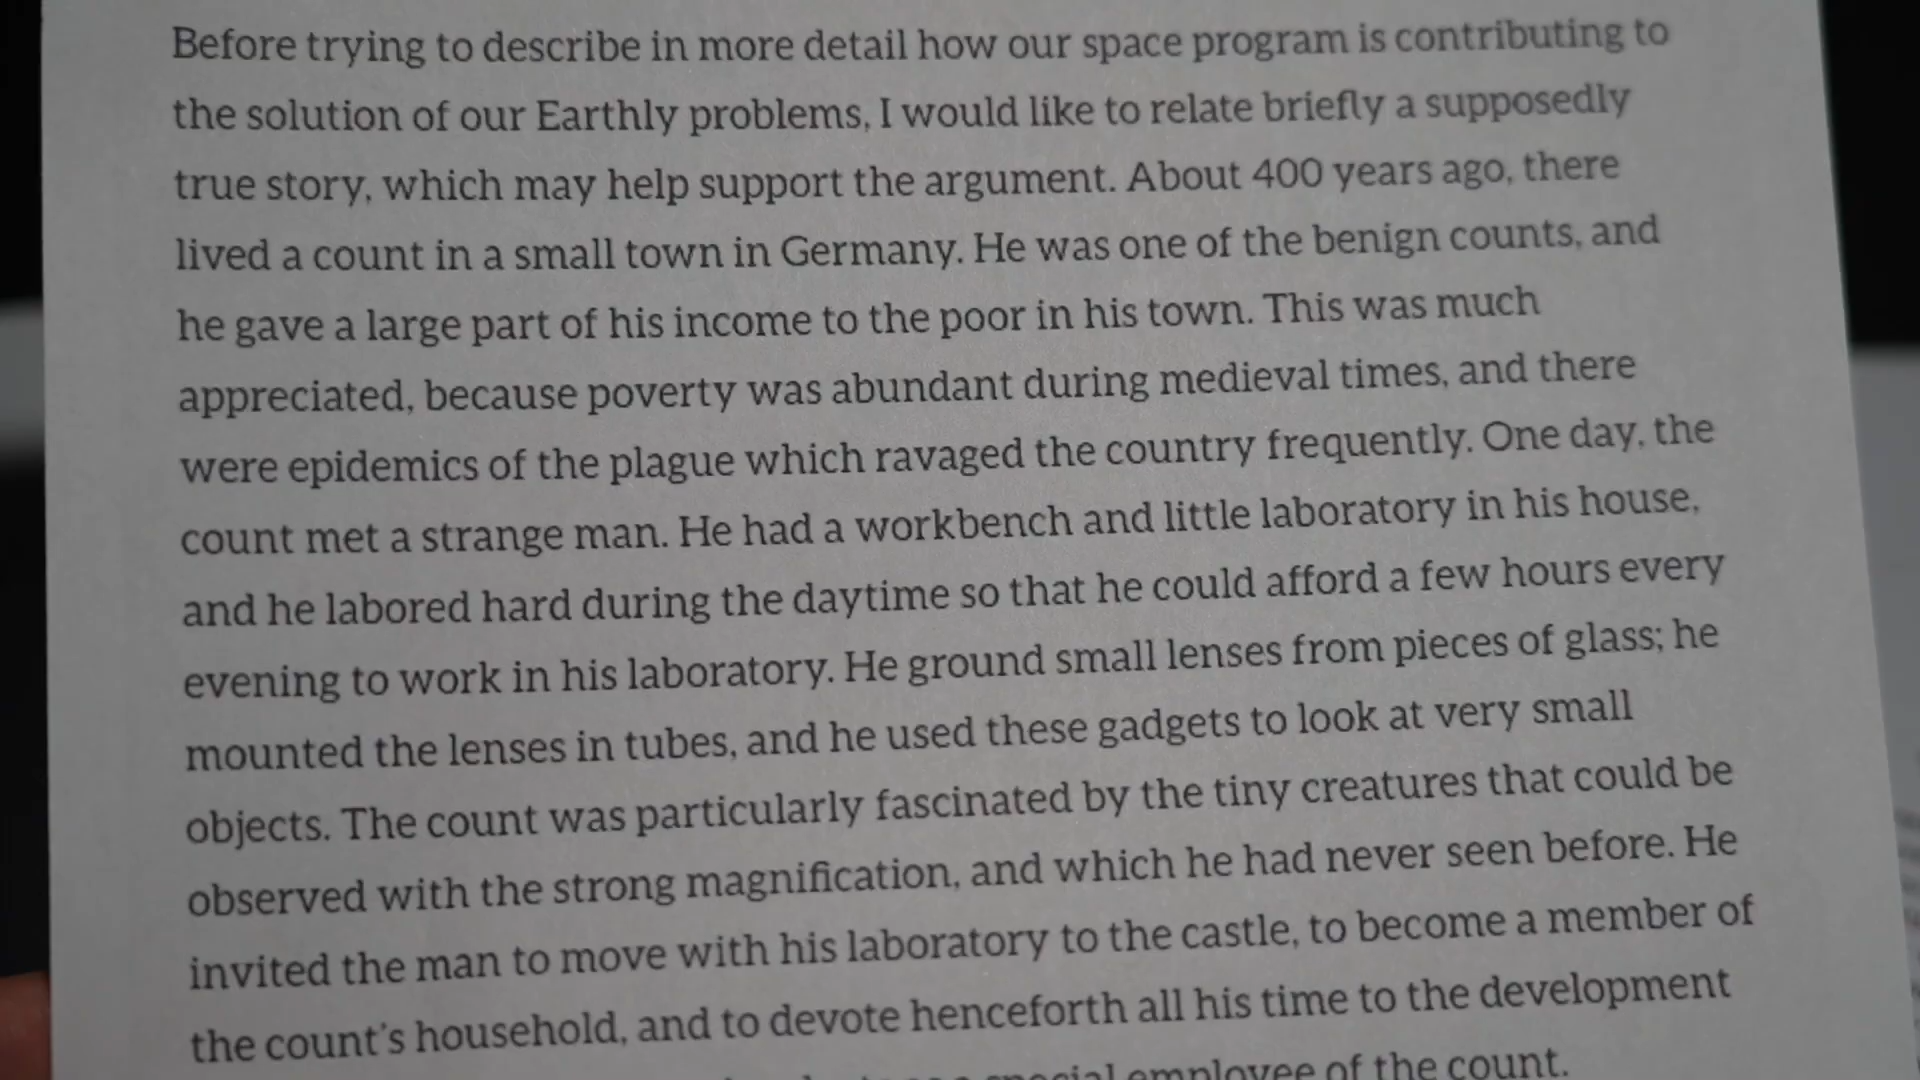 Before trying to describe in more detail how our space program is contributing to
the solution of our Earthly problems, I would like to relate briefly a supposedly
true story, which may help support the argument. About 400 years ago, there
lived a count in a small town in Germany. He was one of the benign counts, and
he gave a large part of his income to the poor in his town. This was much
appreciated, because poverty was abundant during medieval times, and there
were epidemics of the plague which ravaged the country frequently. One day, the
count met a strange man. He had a workbench and little laboratory in his house,
and he labored hard during the daytime so that he could afford a few hours every
evening to work in his laboratory. He ground small lenses from pieces of glass; he
mounted the lenses in tubes, and he used these gadgets to look at very small
objects. The count was particularly fascinated by the tiny creatures that could be
observed with the strong magnification, and which he had never seen before. He
invited the man to move with his laboratory to the castle, to become a member of
the count's household, and to devote henceforth all his time to the development
special employee of the count.